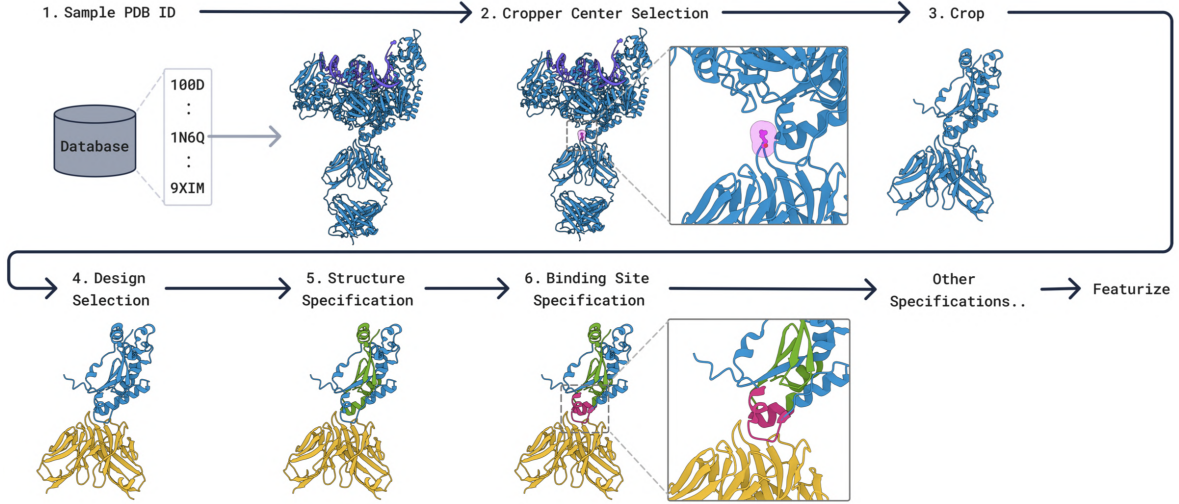 1. Sample PDB ID
2. Cropper Center Selection
3. Crop
Database
100D
:
1N6Q
:
9XIM
4. Design
Selection
5. Structure
Specification
6. Binding Site
Specification
Other
Specifications..
Featurize